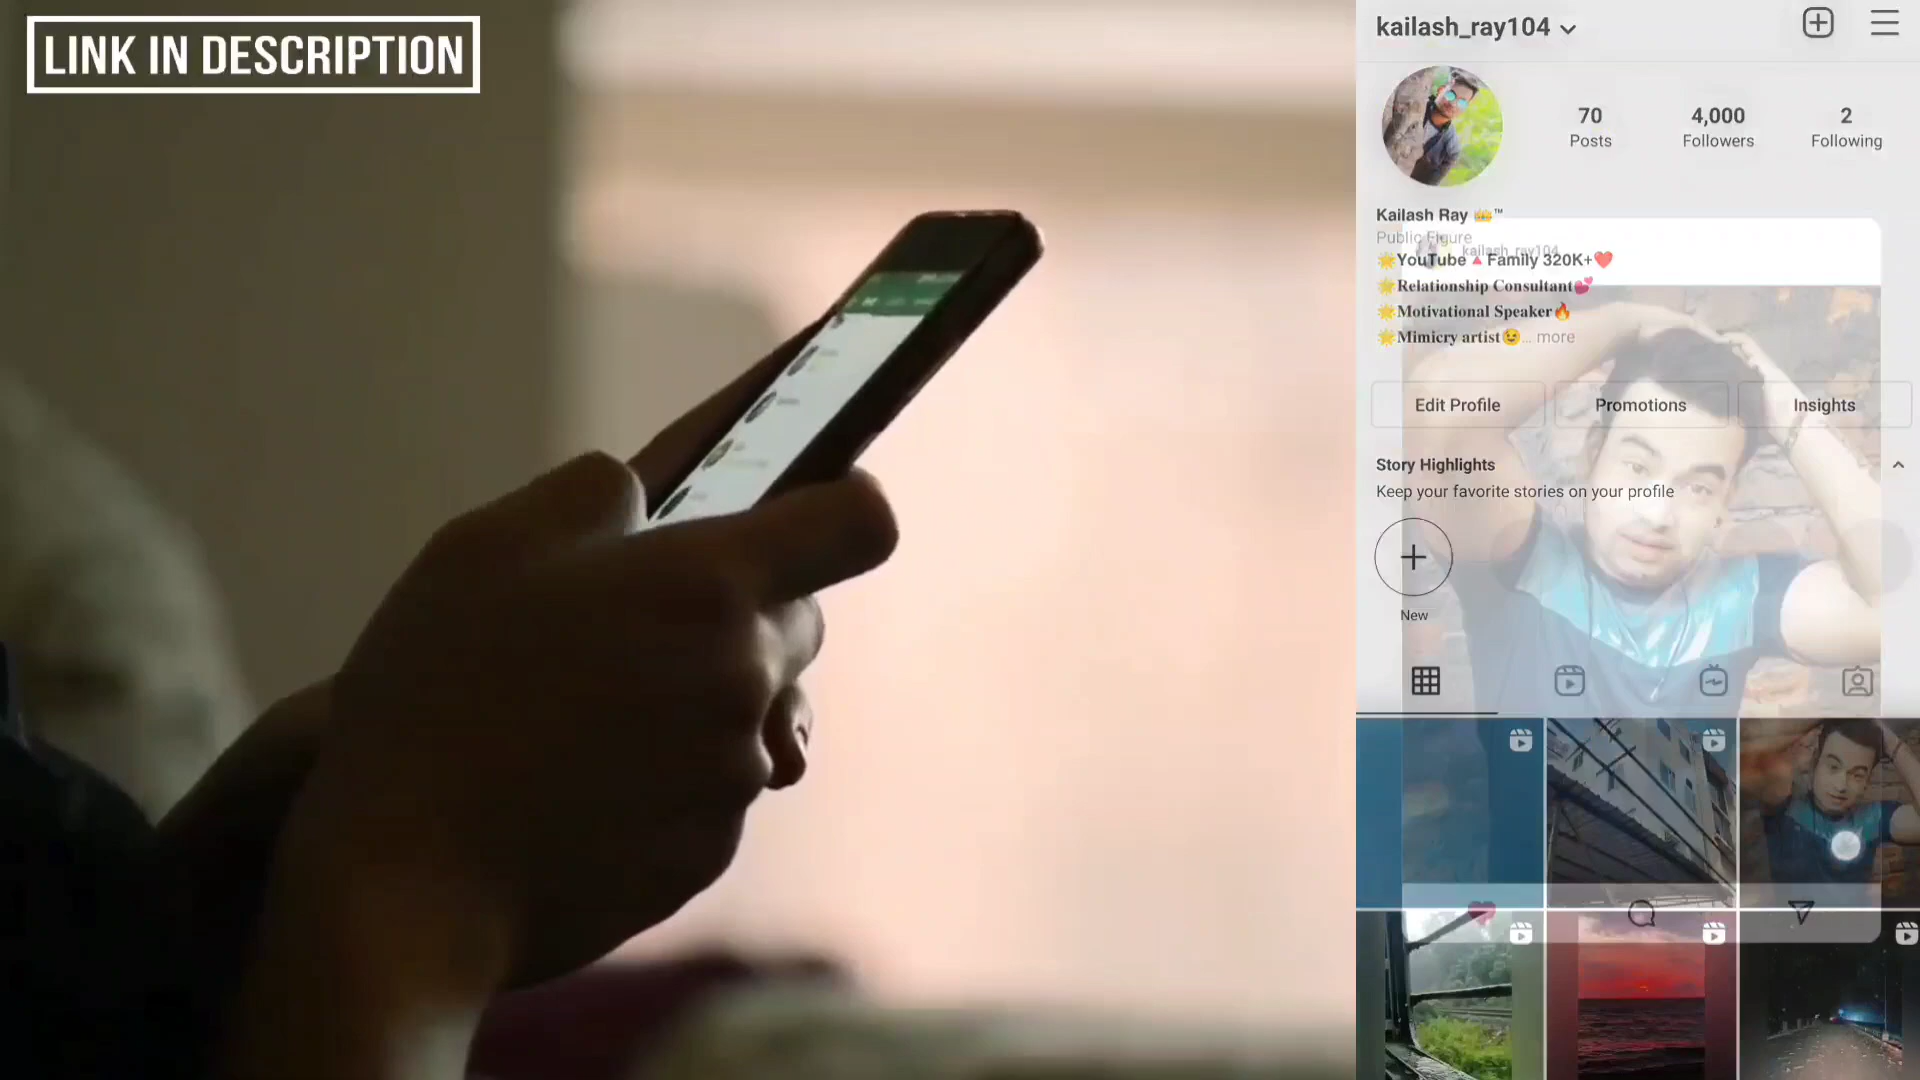 LINK IN DESCRIPTION
kailash_ray104
70
Posts
4,000
Followers
2
Following
Kailash Ray 👑™
Public Figure
kailash_ray104
🌟YouTube🔺Family 320K+❤️
🌟Relationship Consultant💕
🌟Motivational Speaker🔥
🌟Mimicry artist😉... more
Edit Profile
Promotions
Insights
Story Highlights
Keep your favorite stories on your profile
New